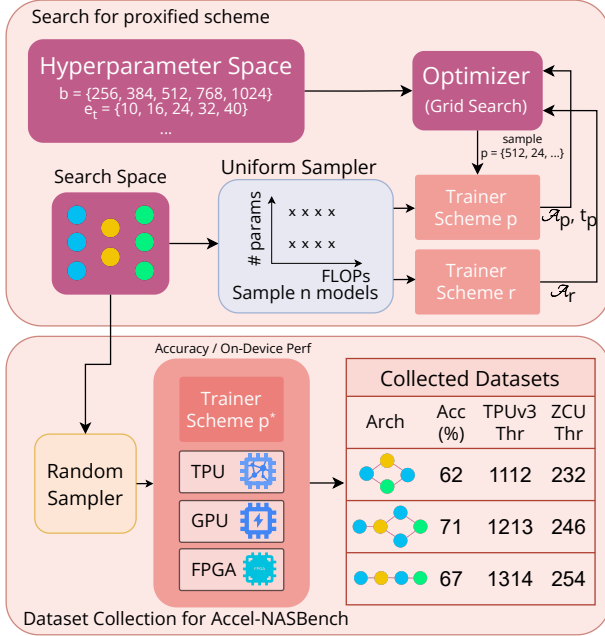 Search for proxified scheme
Hyperparameter Space
b = {256, 384, 512, 768, 1024}
e_t = {10, 16, 24, 32, 40}
...
Optimizer
(Grid Search)
sample
p = {512, 24, ...}
Search Space
Uniform Sampler
# params
x x x x
x x x x
FLOPs
Sample n models
Trainer
Scheme p
𝒜_p, t_p
Trainer
Scheme r
𝒜_r
Accuracy / On-Device Perf
Trainer
Scheme p*
TPU
GPU
FPGA
FPGA
Random
Sampler
Collected Datasets
Arch Acc (%) TPUv3 Thr ZCU Thr
62 1112 232
71 1213 246
67 1314 254
Dataset Collection for Accel-NASBench